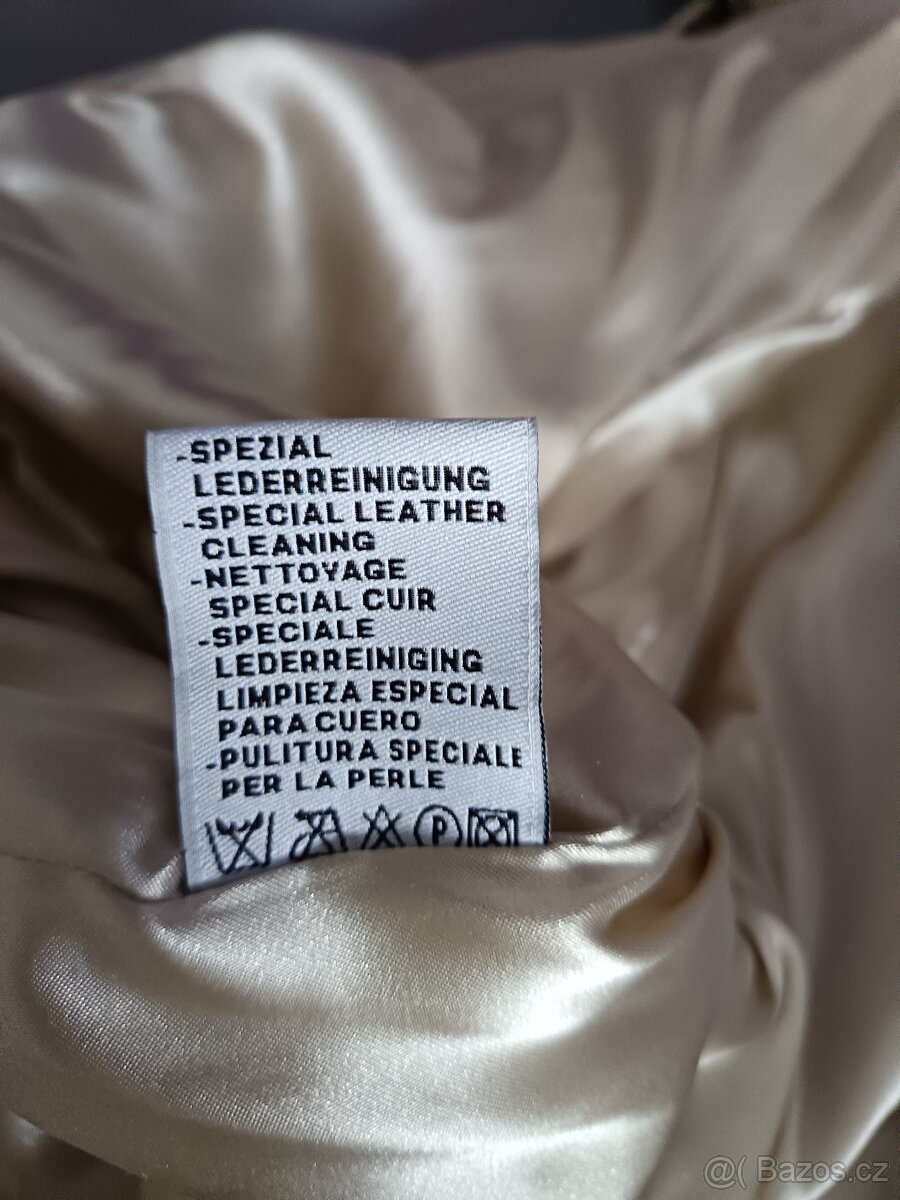 -SPEZIAL
LEDERREINIGUNG
-SPECIAL LEATHER
CLEANING
-NETTOYAGE
SPECIAL CUIR
-SPECIALE
LEDERREINIGING
LIMPIEZA ESPECIAL
PARA CUERO
-PULITURA SPECIALE
PER LA PERLE
P
@( Bazos.cz